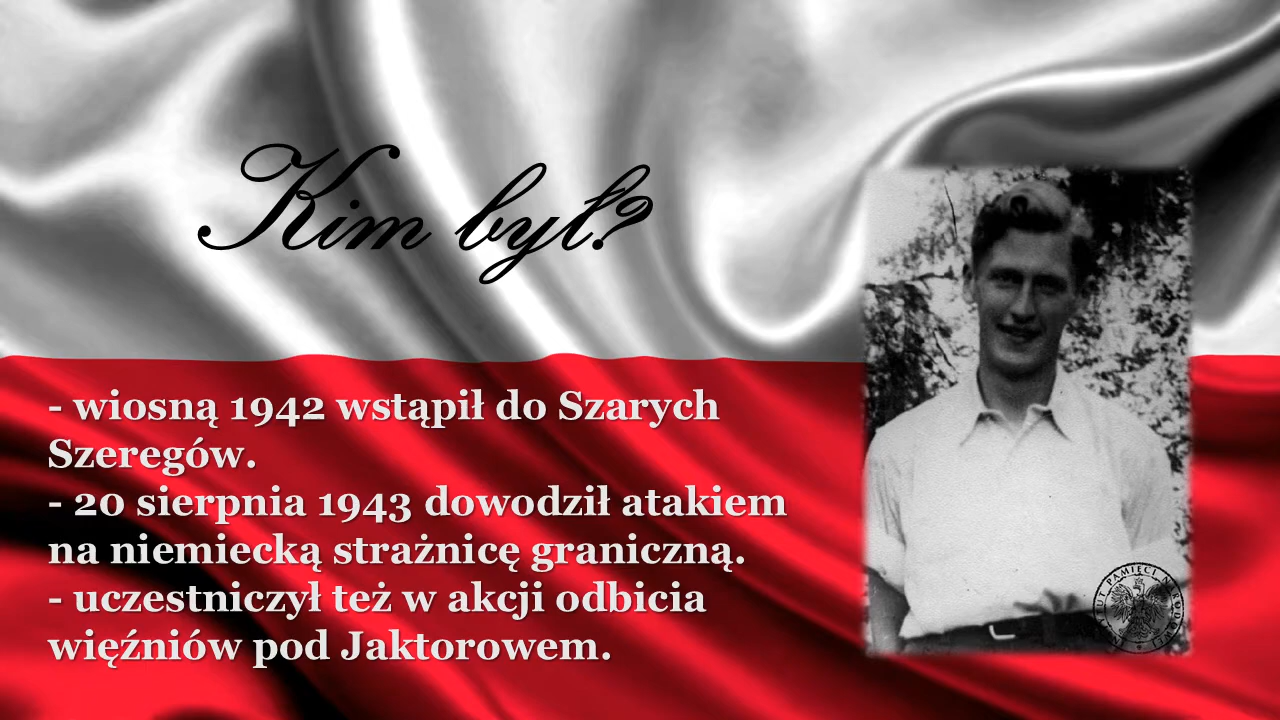 Kim był?
- wiosną 1942 wstąpił do Szarych
Szeregów.
- 20 sierpnia 1943 dowodził atakiem
na niemiecką strażnicę graniczną.
- uczestniczył też w akcji odbicia
więźniów pod Jaktorowem.
PAMIĘCI